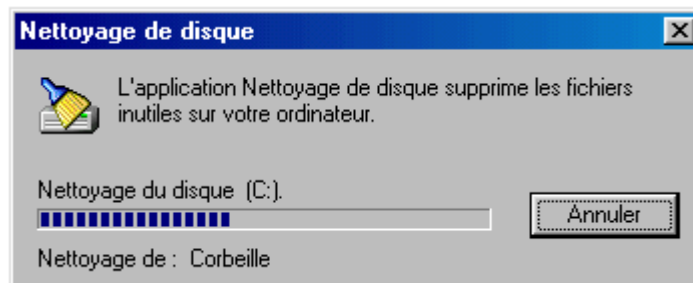 Nettoyage de disque
L'application Nettoyage de disque supprime les fichiers
inutiles sur votre ordinateur.
Nettoyage du disque (C:).
Annuler
Nettoyage de : Corbeille